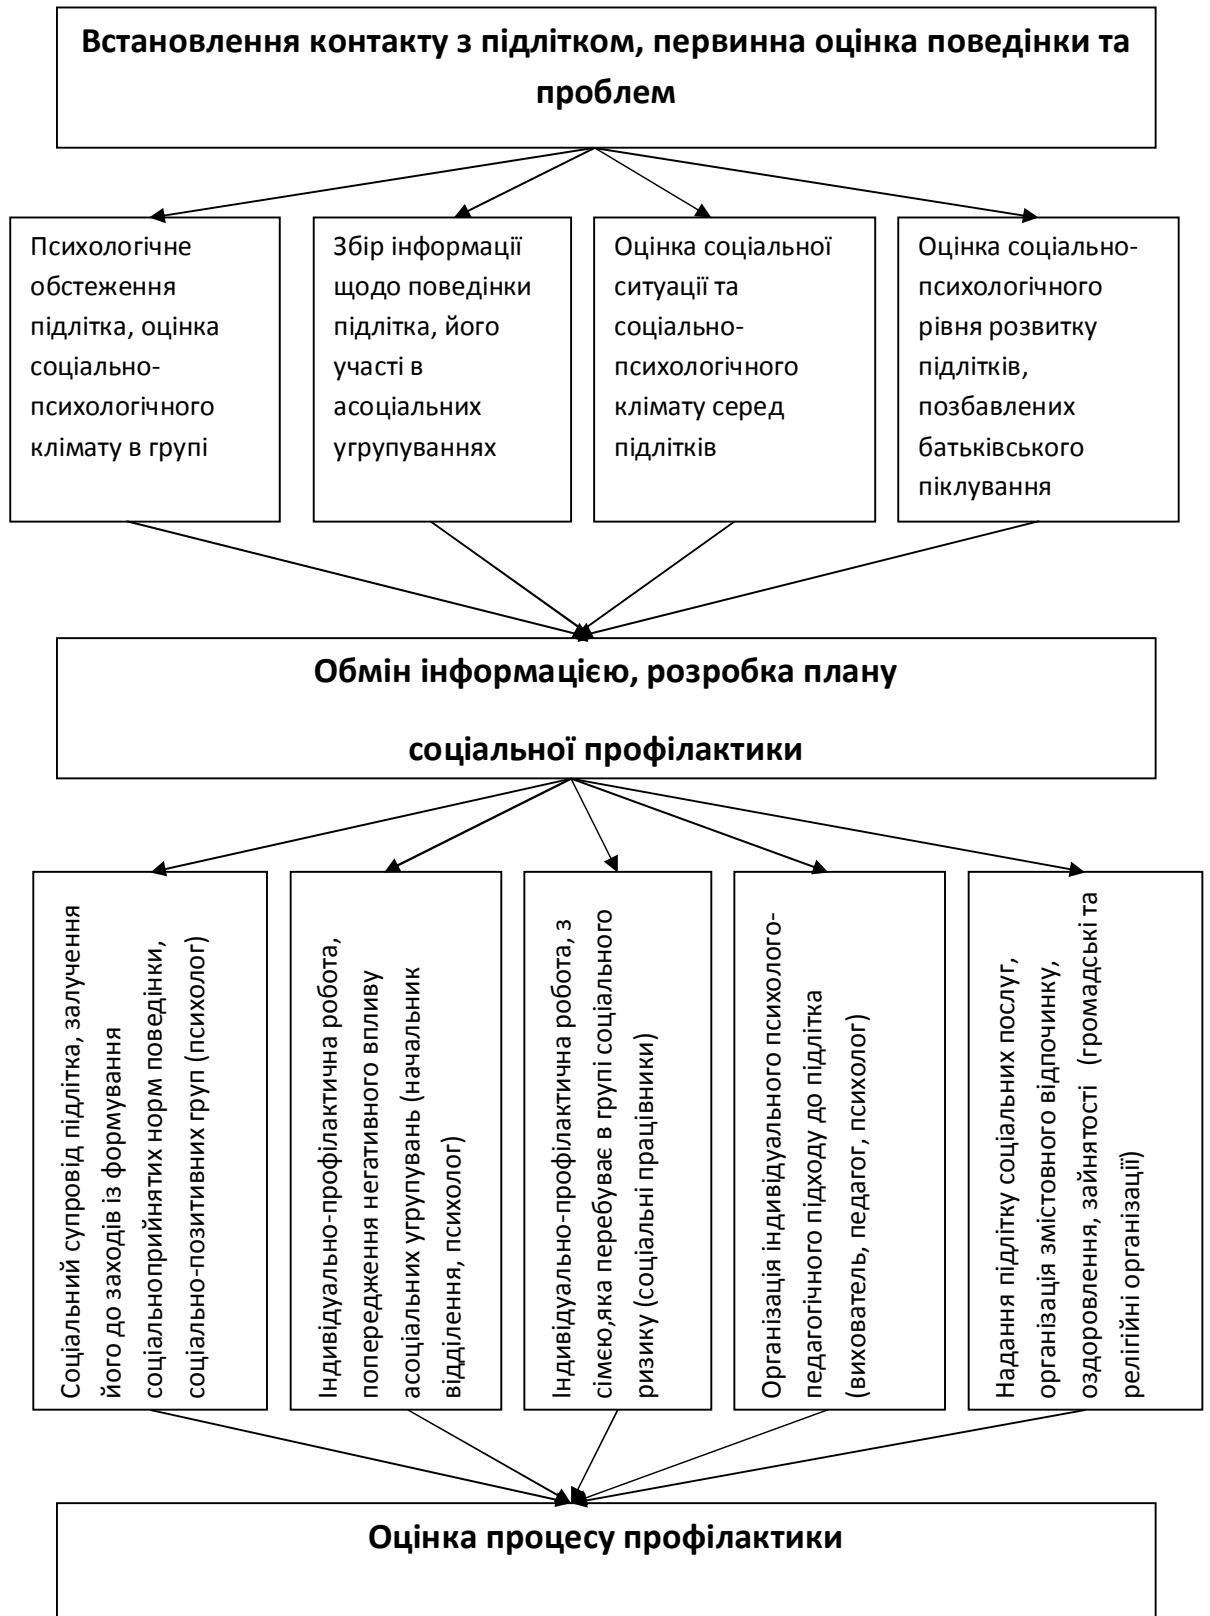 Встановлення контакту з підлітком, первинна оцінка поведінки та
проблем
Психологічне
обстеження
підлітка, оцінка
соціально-
психологічного
клімату в групі
Збір інформації
щодо поведінки
підлітка, його
участі в
асоціальних
угрупуваннях
Оцінка соціальної
ситуації та
соціально-
психологічного
клімату серед
підлітків
Оцінка соціально-
психологічного
рівня розвитку
підлітків,
позбавлених
батьківського
піклування
Обмін інформацією, розробка плану
соціальної профілактики
Соціальний супровід підлітка, залучення
його до заходів із формування
соціальноприйнятих норм поведінки,
соціально-позитивних груп (психолог)
Індивідуально-профілактична робота,
попередження негативного впливу
асоціальних угрупувань (начальник
відділення, психолог)
Індивідуально-профілактична робота, з
сімєю,яка перебуває в групі соціального
ризику (соціальні працівники)
Організація індивідуального психолого-
педагогічного підходу до підлітка
(вихователь, педагог, психолог)
Надання підлітку соціальних послуг,
організація змістовного відпочинку,
оздоровлення, зайнятості (громадські та
релігійні організації)
Оцінка процесу профілактики